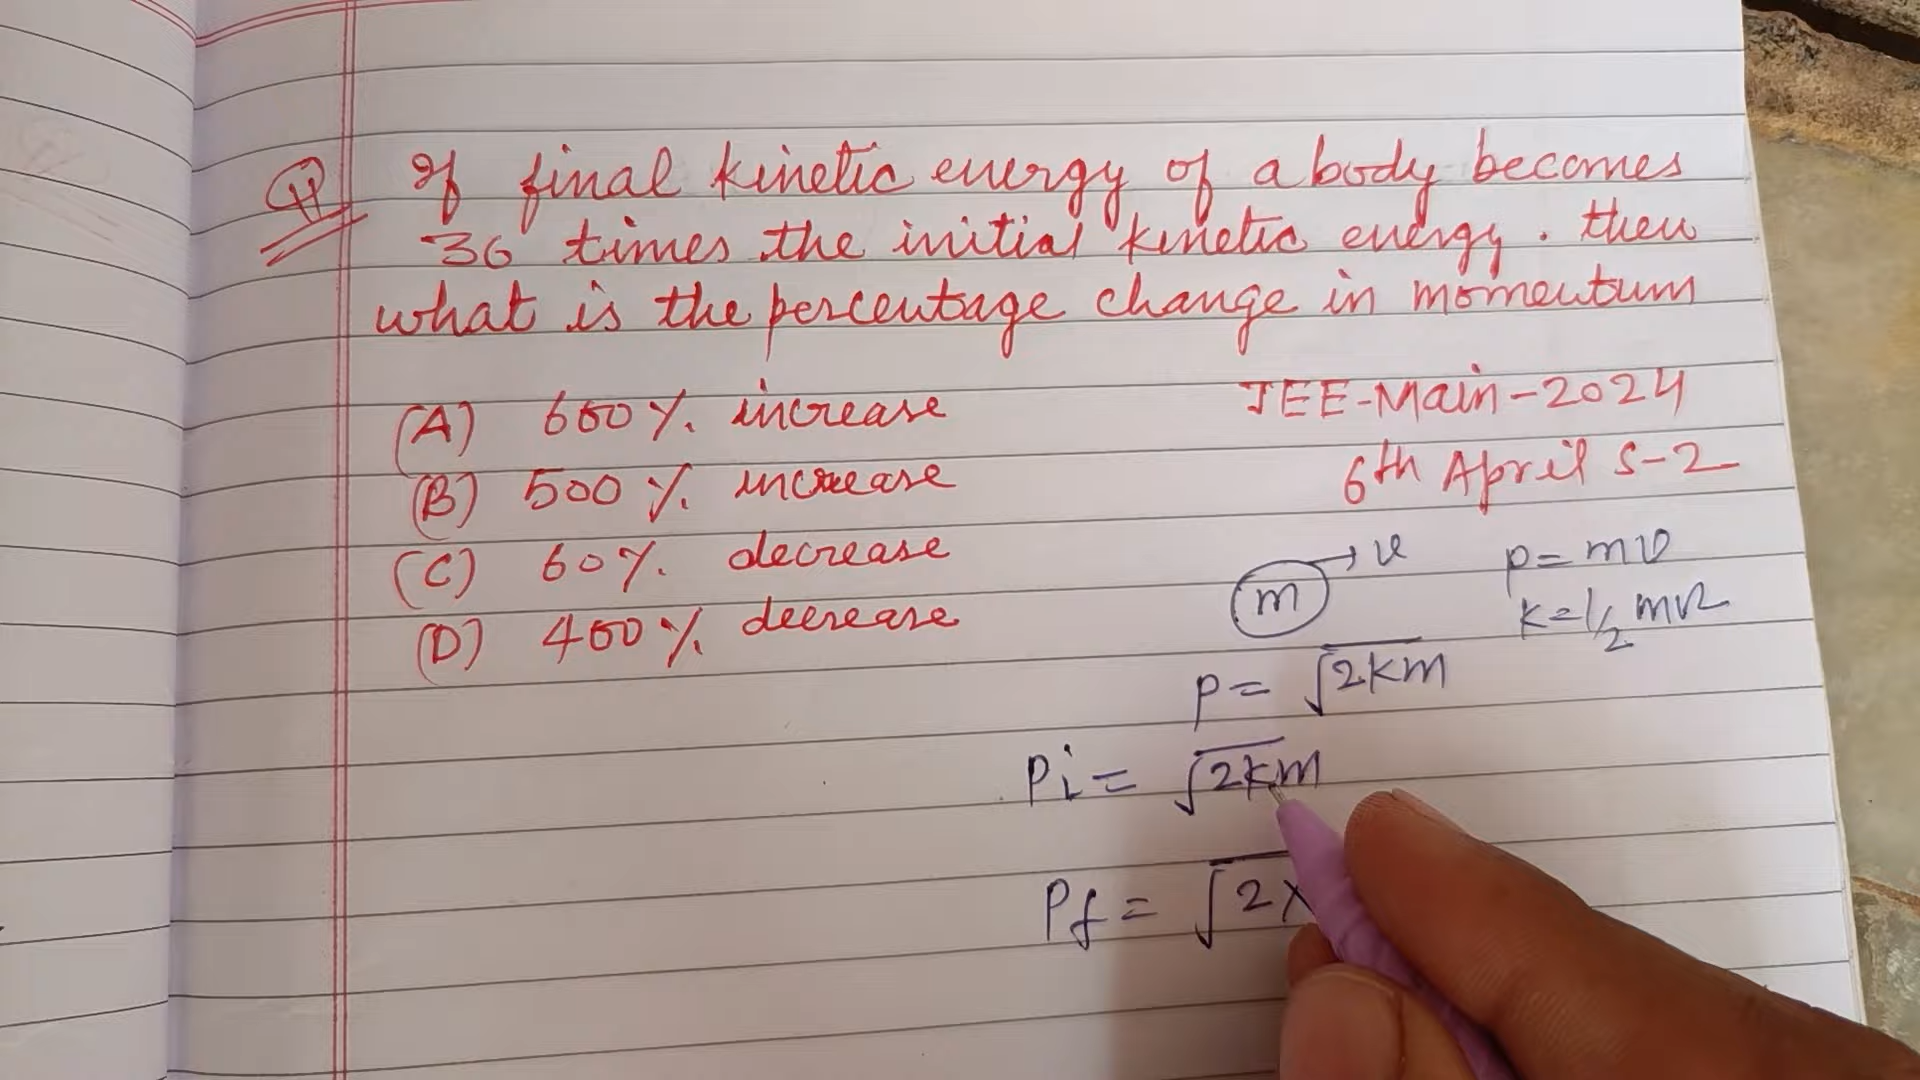 Q If final kinetic energy of a body becomes
36 times the initial kinetic energy. then
what is the percentage change in momentum
(A) 600 %. increase
(B) 500 %. increase
(C) 60 %. decrease
(D) 400 %. decrease
JEE-Main-2024
6th April S-2
m → v
p = mv
k = 1/2 mv2
P = √2km
Pi = √2km
Pf = √2x